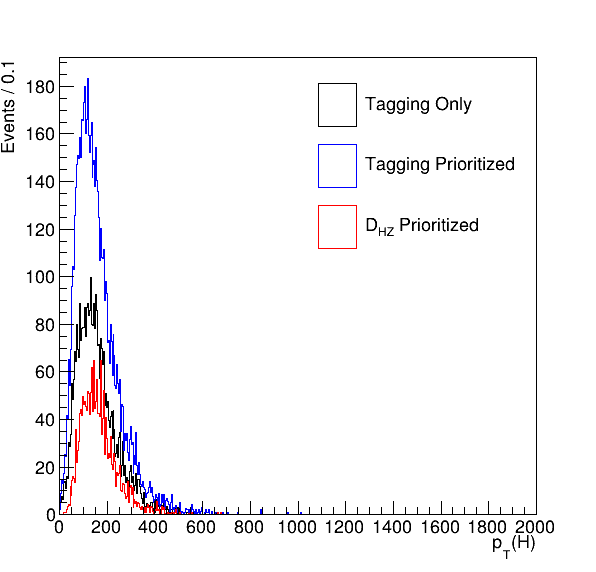 Events / 0.1
180
160
140
120
100
80
60
40
20
0
Tagging Only
Tagging Prioritized
D_HZ Prioritized
0 200 400 600 800 1000 1200 1400 1600 1800 2000
p_T(H)